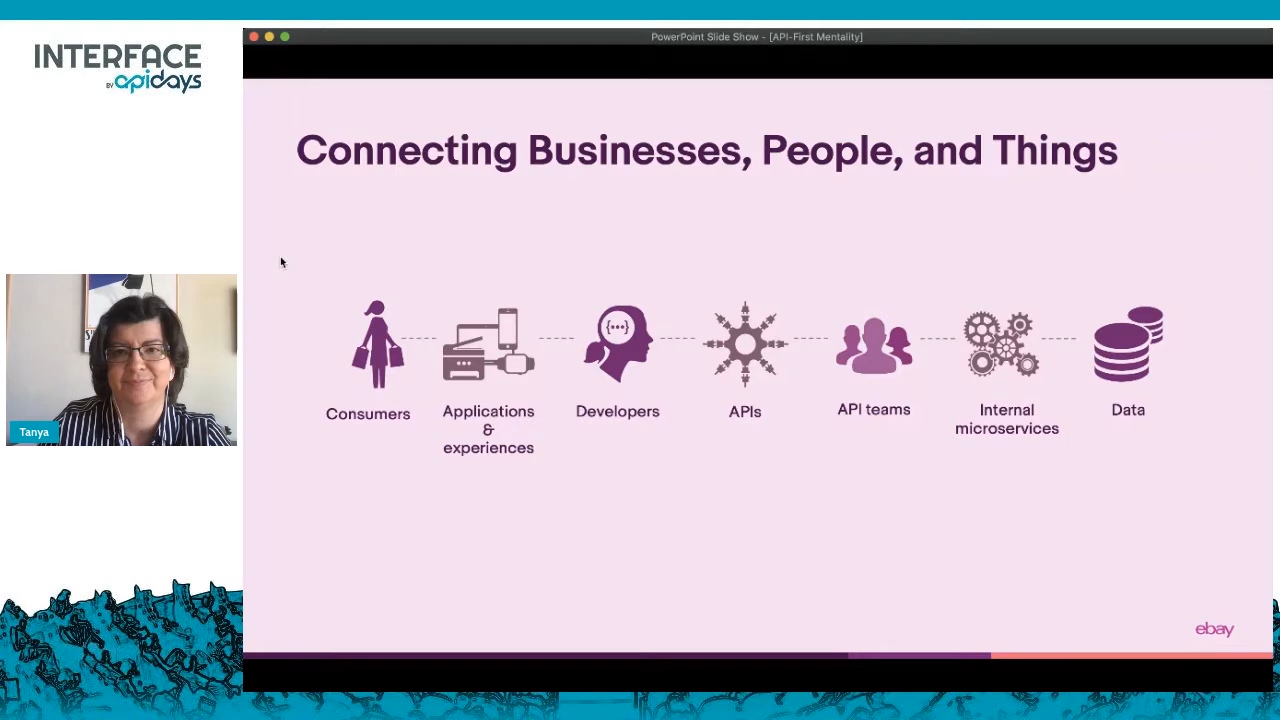 INTERFACE
BY apidays
PowerPoint Slide Show - [API-First Mentality]
Connecting Businesses, People, and Things
{•••}
Consumers
Applications
&
experiences
Developers
APIs
API teams
Internal
microservices
Data
Tanya
ebay